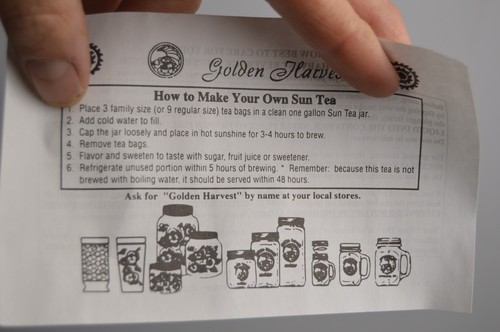 Golden Harvest
How to Make Your Own Sun Tea
1. Place 3 family size (or 9 regular size) tea bags in a clean one gallon Sun Tea jar.
2. Add cold water to fill.
3. Cap the jar loosely and place in hot sunshine for 3-4 hours to brew.
4. Remove tea bags.
5. Flavor and sweeten to taste with sugar, fruit juice or sweetener.
6. Refrigerate unused portion within 5 hours of brewing. * Remember: because this tea is not
brewed with boiling water, it should be served within 48 hours.
Ask for "Golden Harvest" by name at your local stores.